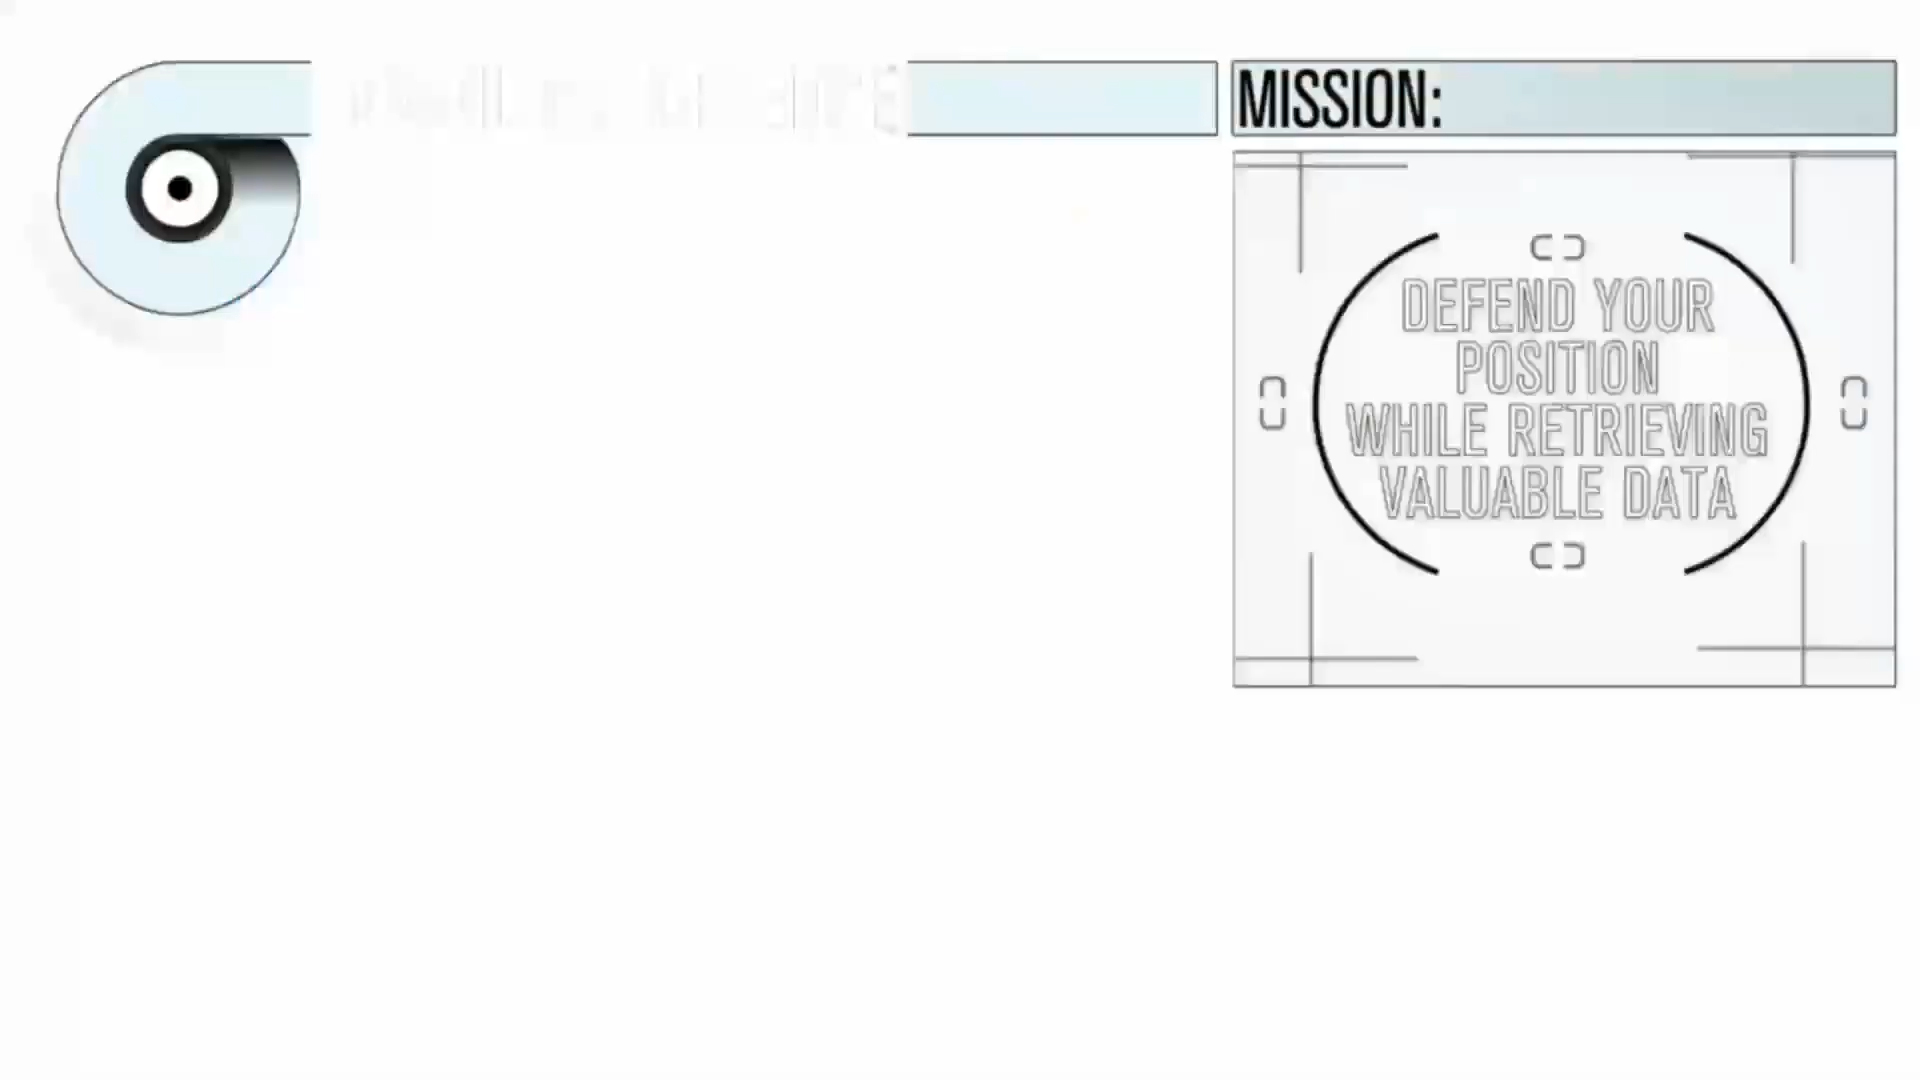 MISSION:
DEFEND YOUR
POSITION
WHILE RETRIEVING
VALUABLE DATA